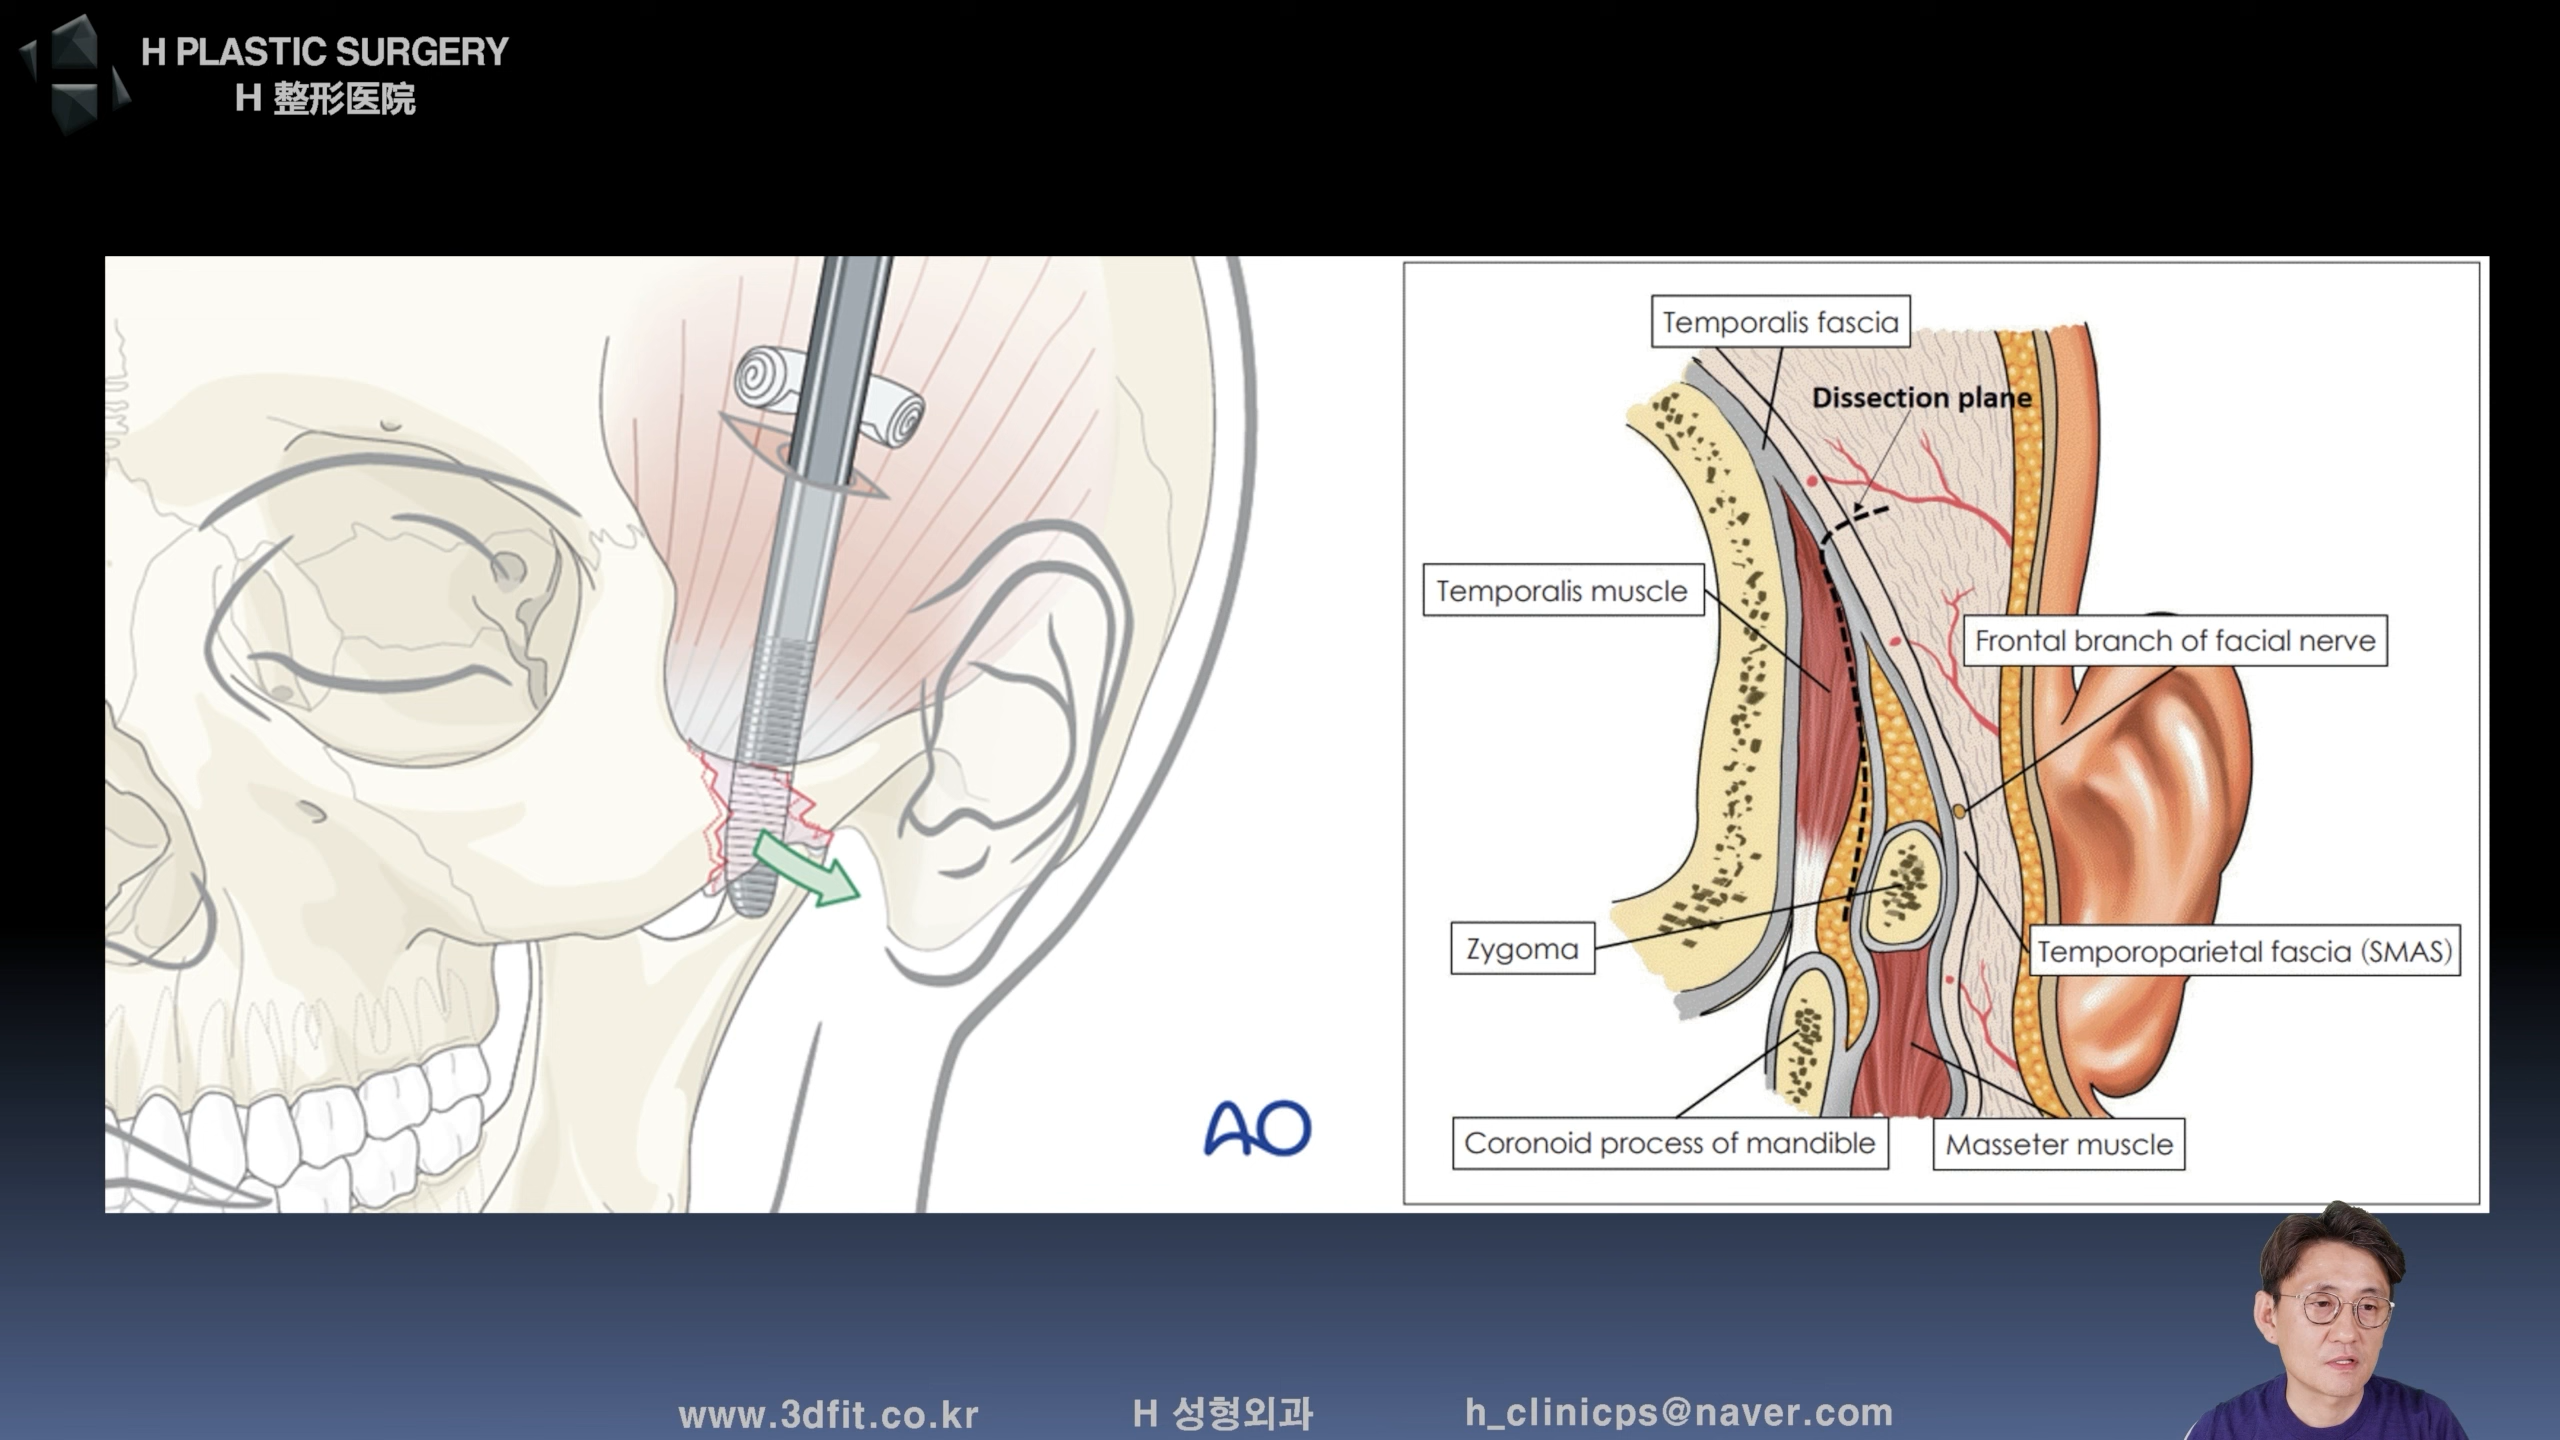 H PLASTIC SURGERY
H 整形医院
Temporalis fascia
Dissection plane
Temporalis muscle
Frontal branch of facial nerve
Zygoma
Temporoparietal fascia (SMAS)
Coronoid process of mandible
Masseter muscle
AO
www.3dfit.co.kr
H 성형외과
h_clinicps@naver.com